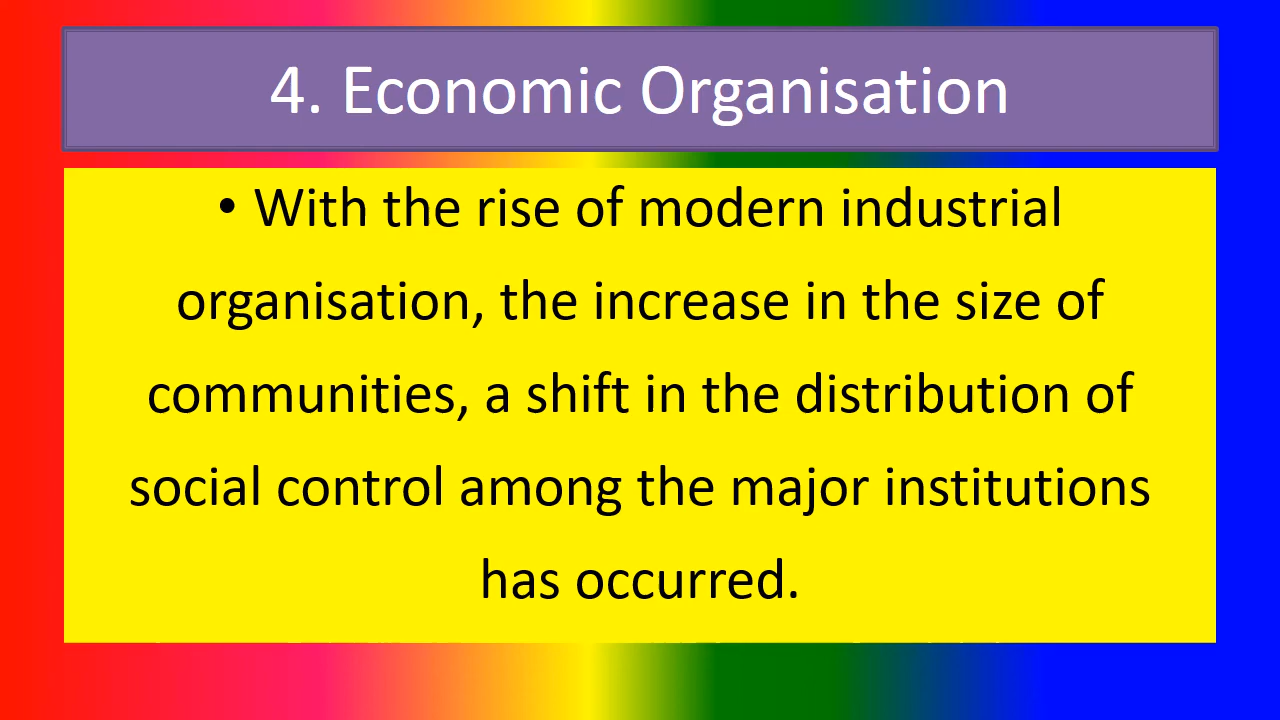 4. Economic Organisation
• With the rise of modern industrial
organisation, the increase in the size of
communities, a shift in the distribution of
social control among the major institutions
has occurred.